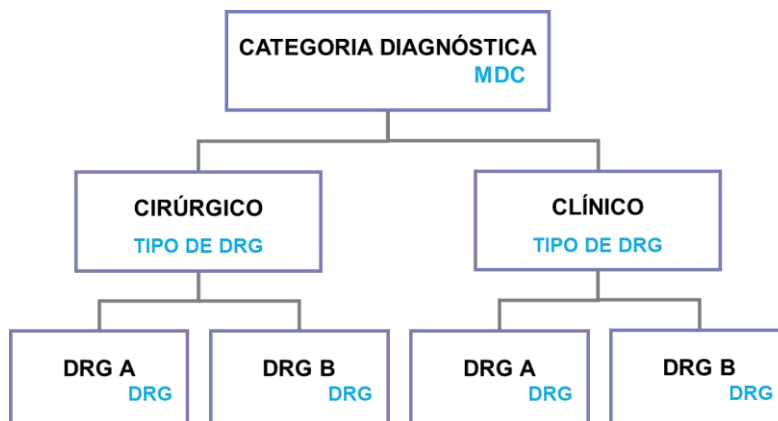 CATEGORIA DIAGNÓSTICA
MDC
CIRÚRGICO
TIPO DE DRG
CLÍNICO
TIPO DE DRG
DRG A
DRG
DRG B
DRG
DRG A
DRG
DRG B
DRG